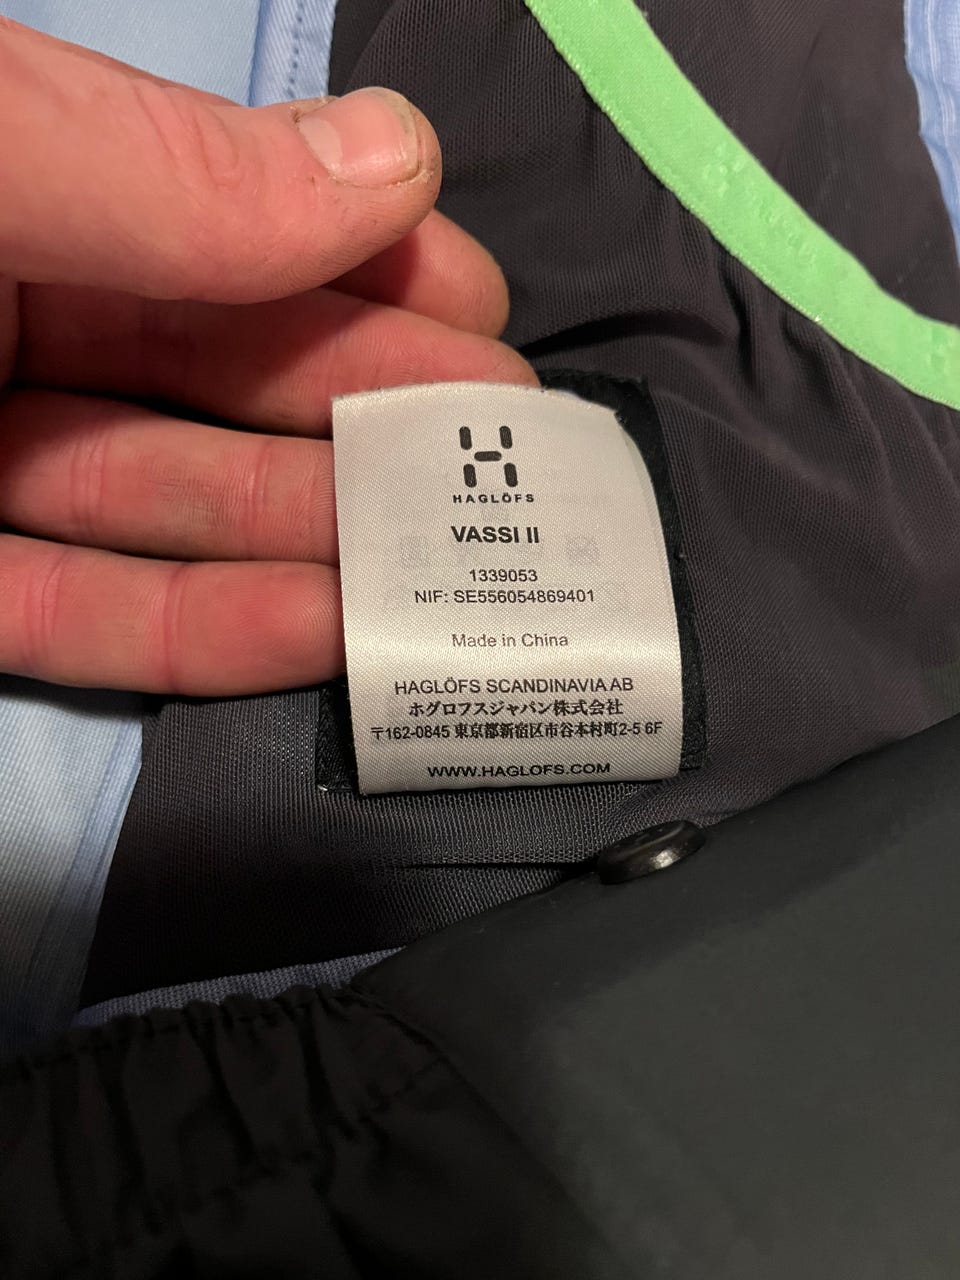 HAGLÖFS
VASSI II
1339053
NIF: SE556054869401
Made in China
HAGLÖFS SCANDINAVIA AB
ホグロフスジャパン株式会社
〒162-0845 東京都新宿区市谷本村町2-5 6F
WWW.HAGLOFS.COM